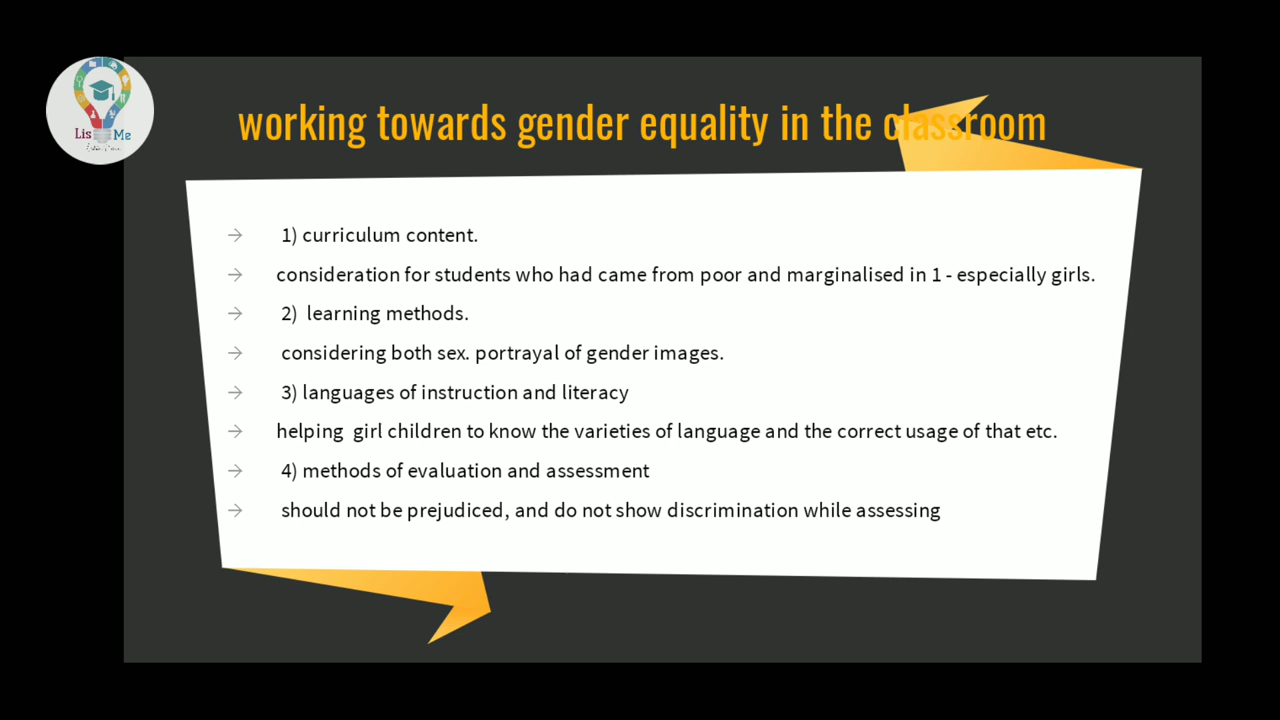 Lis Me
working towards gender equality in the classroom
→ 1) curriculum content.
→ consideration for students who had came from poor and marginalised in 1 - especially girls.
→ 2) learning methods.
→ considering both sex. portrayal of gender images.
→ 3) languages of instruction and literacy
→ helping girl children to know the varieties of language and the correct usage of that etc.
→ 4) methods of evaluation and assessment
→ should not be prejudiced, and do not show discrimination while assessing